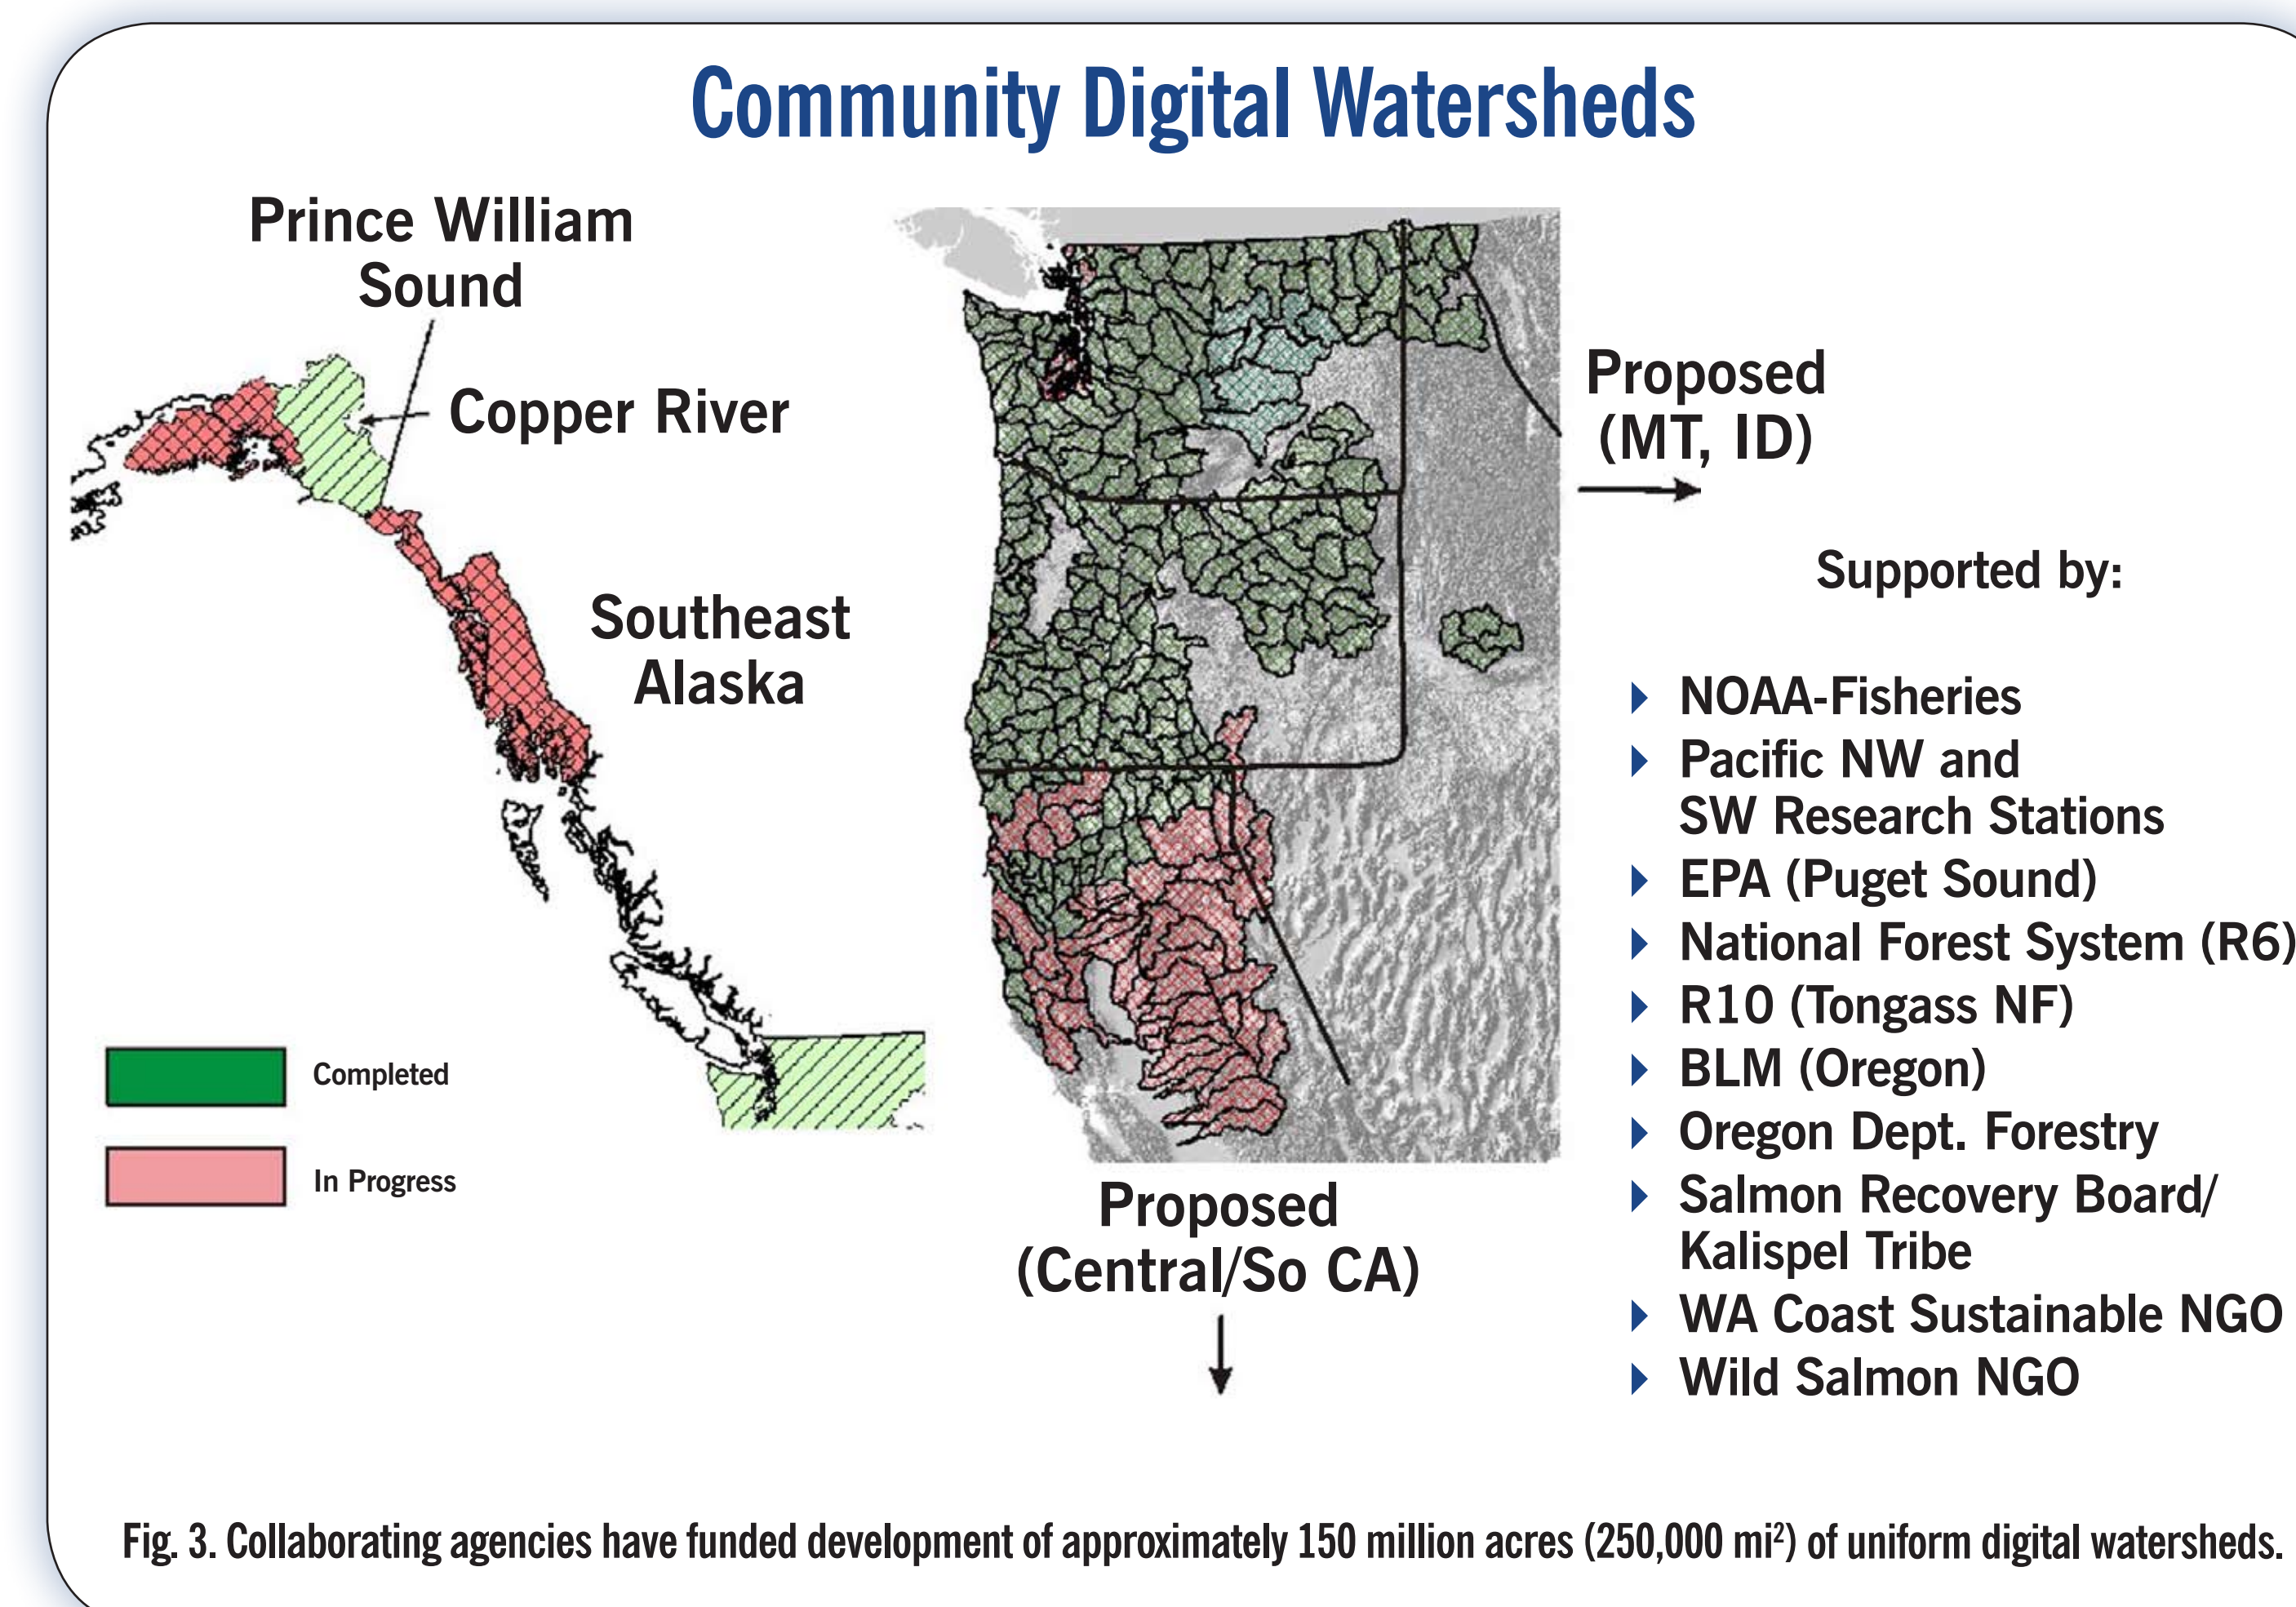 Community Digital Watersheds
Prince William
Sound
Copper River
Southeast
Alaska
Completed
In Progress
Proposed
(MT, ID)
Proposed
(Central/So CA)
Supported by:
NOAA-Fisheries
Pacific NW and
SW Research Stations
EPA (Puget Sound)
National Forest System (R6)
R10 (Tongass NF)
BLM (Oregon)
Oregon Dept. Forestry
Salmon Recovery Board/
Kalispel Tribe
WA Coast Sustainable NGO
Wild Salmon NGO
Fig. 3. Collaborating agencies have funded development of approximately 150 million acres (250,000 mi²) of uniform digital watersheds.